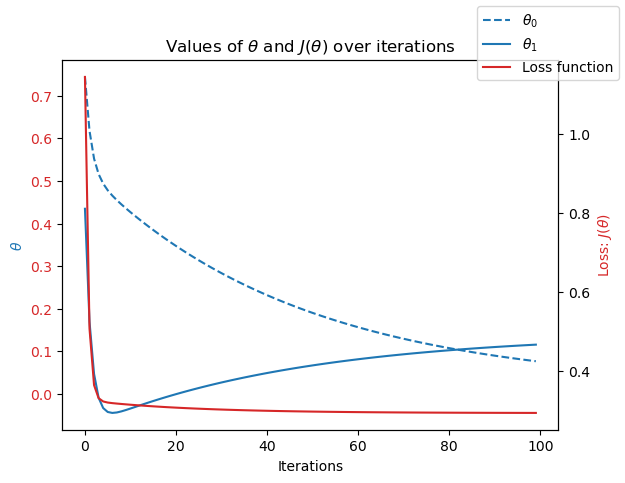 θ₀
θ₁
Loss function
Values of θ and J(θ) over iterations
0.7
0.6
0.5
0.4
0.3
0.2
0.1
0.0
θ
1.0
0.8
0.6
0.4
Loss: J(θ)
0 20 40 60 80 100
Iterations